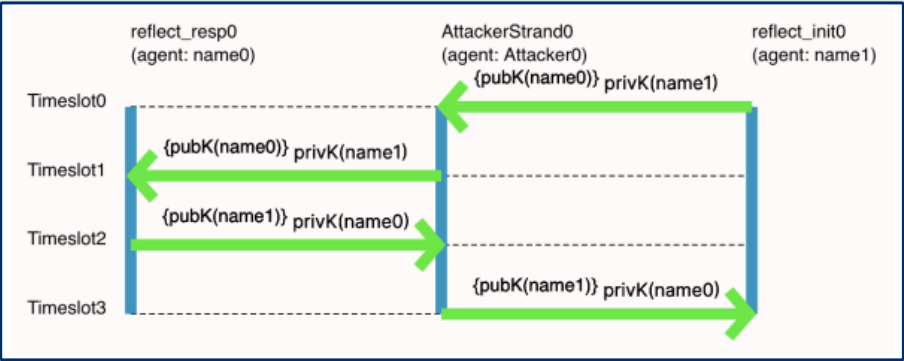 reflect_resp0 AttackerStrand0 reflect_init0
(agent: name0) (agent: Attacker0) (agent: name1)
{pubK(name0)} privK(name1)
Timeslot0
{pubK(name0)} privK(name1)
Timeslot1
{pubK(name1)} privK(name0)
Timeslot2
{pubK(name1)} privK(name0)
Timeslot3